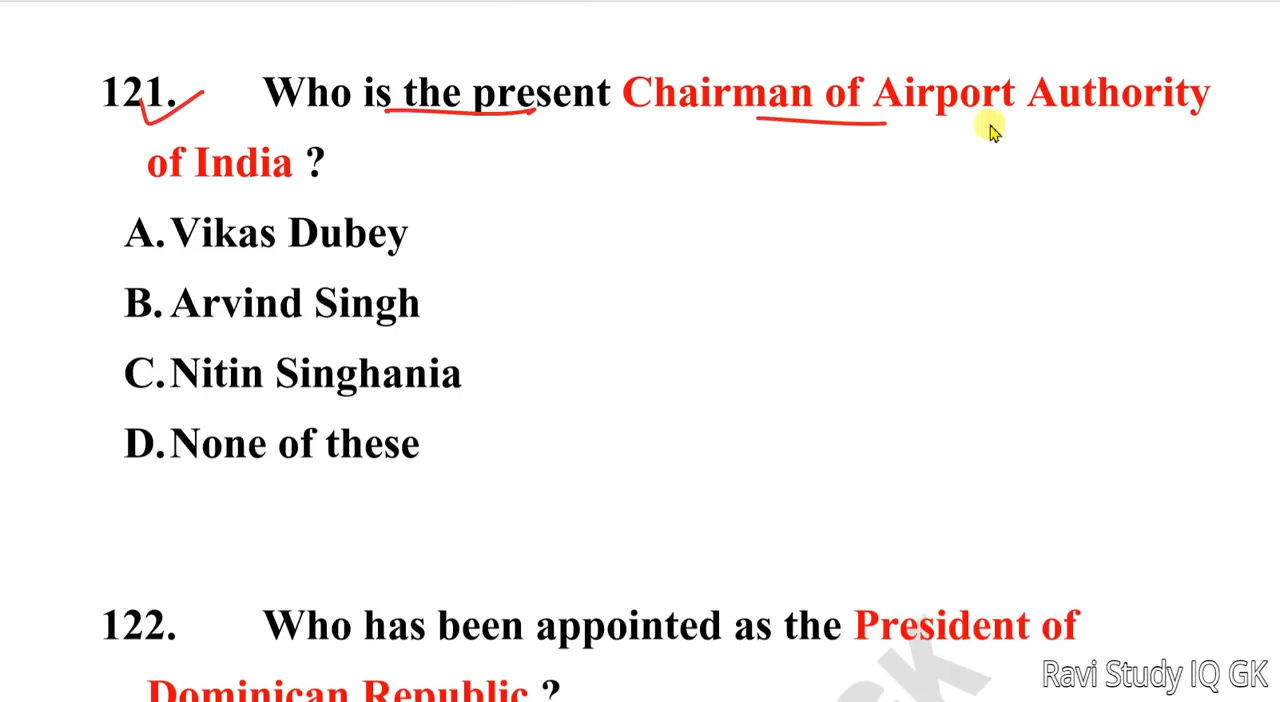 121. Who is the present Chairman of Airport Authority
of India ?
A. Vikas Dubey
B. Arvind Singh
C. Nitin Singhania
D. None of these
122. Who has been appointed as the President of
Dominican Republic ?
GK
Ravi Study IQ GK